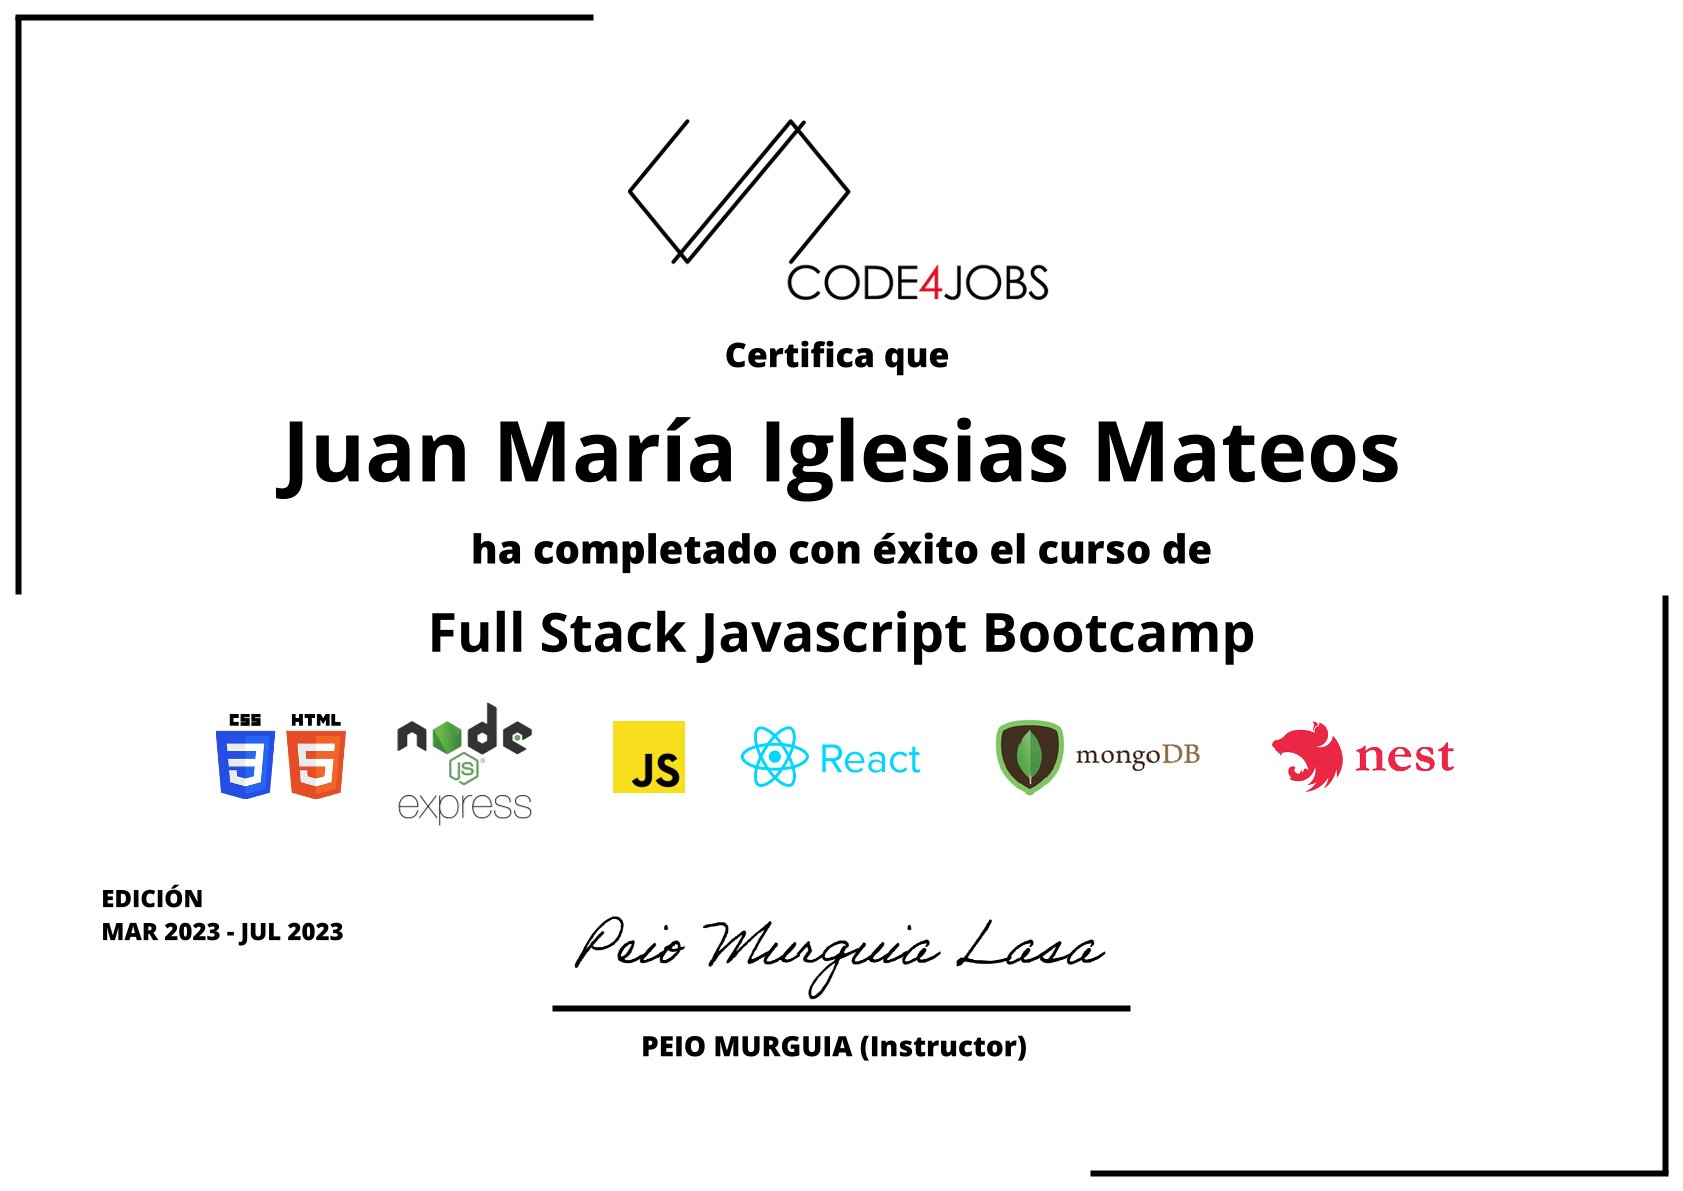 CODE4JOBS
Certifica que
Juan María Iglesias Mateos
ha completado con éxito el curso de
Full Stack Javascript Bootcamp
CSS HTML
3 5
node
JS
express
JS
React
mongoDB
nest
EDICIÓN
MAR 2023 - JUL 2023
Peio Murguia Lasa
PEIO MURGUIA (Instructor)